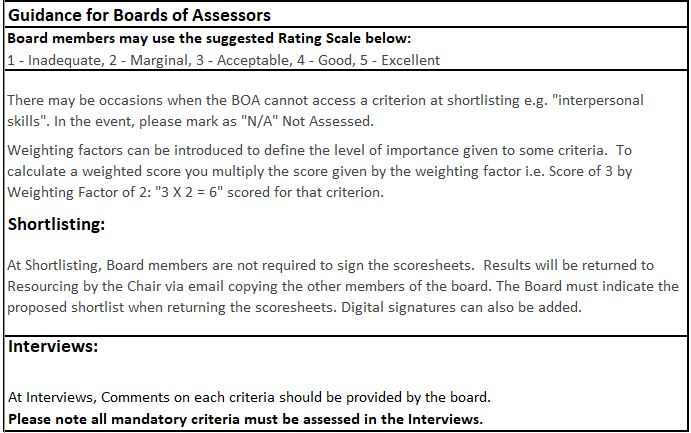 Guidance for Boards of Assessors
Board members may use the suggested Rating Scale below:
1 - Inadequate, 2 - Marginal, 3 - Acceptable, 4 - Good, 5 - Excellent
There may be occasions when the BOA cannot access a criterion at shortlisting e.g. "interpersonal
skills". In the event, please mark as "N/A" Not Assessed.
Weighting factors can be introduced to define the level of importance given to some criteria.  To
calculate a weighted score you multiply the score given by the weighting factor i.e. Score of 3 by
Weighting Factor of 2: "3 X 2 = 6" scored for that criterion.
Shortlisting:
At Shortlisting, Board members are not required to sign the scoresheets.  Results will be returned to
Resourcing by the Chair via email copying the other members of the board. The Board must indicate the
proposed shortlist when returning the scoresheets. Digital signatures can also be added.
Interviews:
At Interviews, Comments on each criteria should be provided by the board.
Please note all mandatory criteria must be assessed in the Interviews.